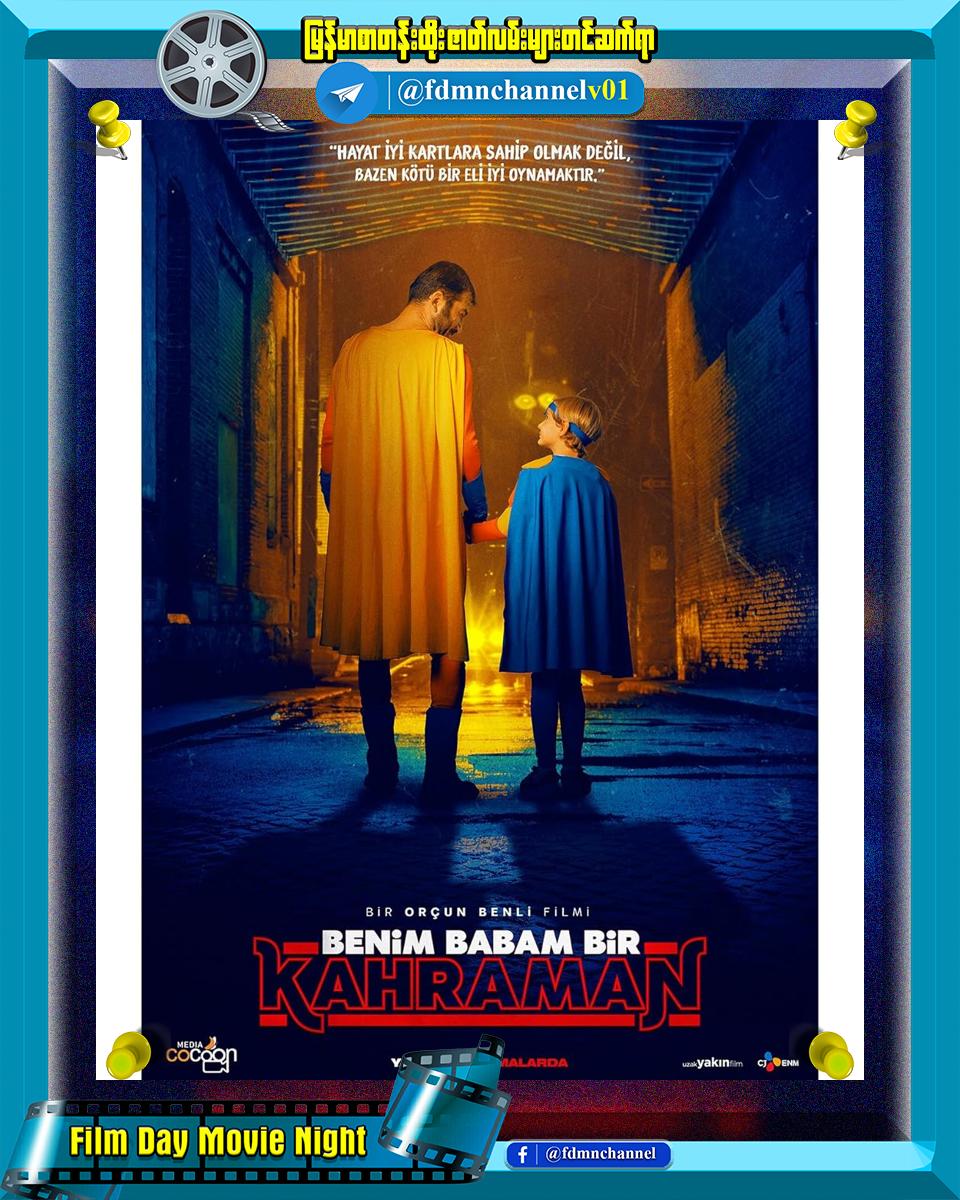 မြန်မာစာတန်းထိုးဇာတ်လမ်းများတင်ဆက်ရာ
@fdmnchannelv01
“HAYAT İYİ KARTLARA SAHİP OLMAK DEĞİL,
BAZEN KÖTÜ BİR ELİ İYİ OYNAMAKTIR.”
BİR ORÇUN BENLİ FİLMİ
BENİM BABAM BİR
KAHRAMAN
MEDIA
cocoon
uzakyakınfilm
CJ ENM
Film Day Movie Night
f @fdmnchannel